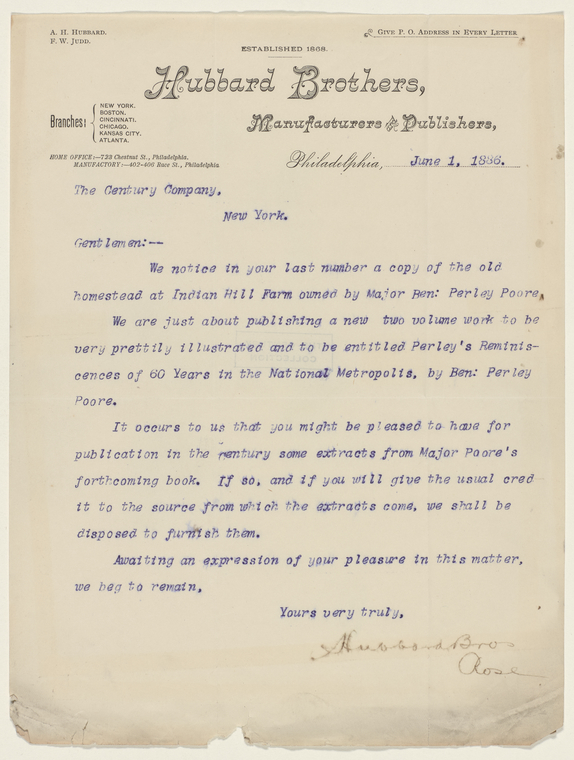 A. H. HUBBARD.
F. W. JUDD.
GIVE P. O. ADDRESS IN EVERY LETTER
ESTABLISHED 1868.
Hubbard Brothers,
Manufacturers & Publishers,
Branches:
NEW YORK.
BOSTON.
CINCINNATI.
CHICAGO.
KANSAS CITY.
ATLANTA.
HOME OFFICE:—723 Chestnut St., Philadelphia.
MANUFACTORY:—402-406 Race St., Philadelphia.
Philadelphia, June 1, 1886.
The Century Company,
New York.
Gentlemen:--
We notice in your last number a copy of the old
homestead at Indian Hill Farm owned by Major Ben: Perley Poore,
We are just about publishing a new two volume work to be
very prettily illustrated and to be entitled Perley's Reminis-
cences of 60 Years in the National Metropolis, by Ben: Perley
Poore.
It occurs to us that you might be pleased to have for
publication in the century some extracts from Major Poore's
forthcoming book. If so, and if you will give the usual cred
it to the source from which the extracts come, we shall be
disposed to furnish them.
Awaiting an expression of your pleasure in this matter,
we beg to remain,
Yours very truly,
Hubbard Bros
Rose